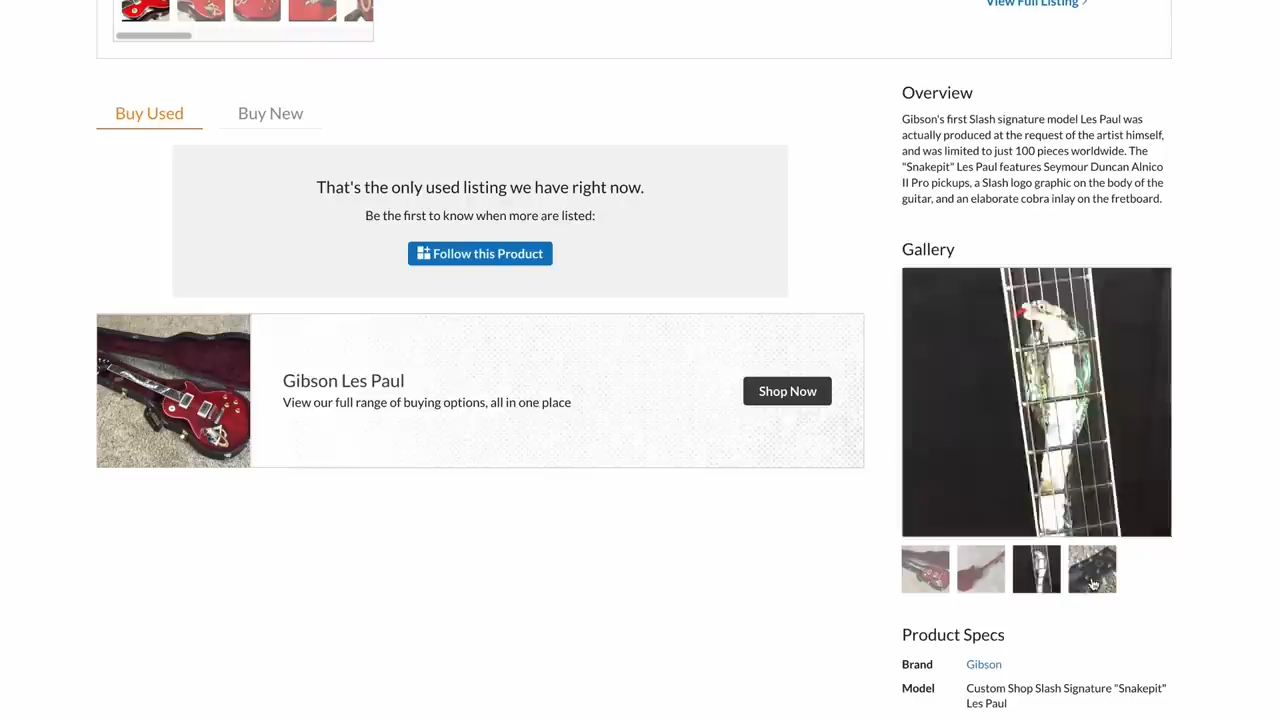 View Full Listing
Buy Used
Buy New
That's the only used listing we have right now.
Be the first to know when more are listed:
Follow this Product
Gibson Les Paul
View our full range of buying options, all in one place
Shop Now
Overview
Gibson's first Slash signature model Les Paul was
actually produced at the request of the artist himself,
and was limited to just 100 pieces worldwide. The
"Snakepit" Les Paul features Seymour Duncan Alnico
II Pro pickups, a Slash logo graphic on the body of the
guitar, and an elaborate cobra inlay on the fretboard.
Gallery
Product Specs
Brand Gibson
Model Custom Shop Slash Signature "Snakepit"
Les Paul